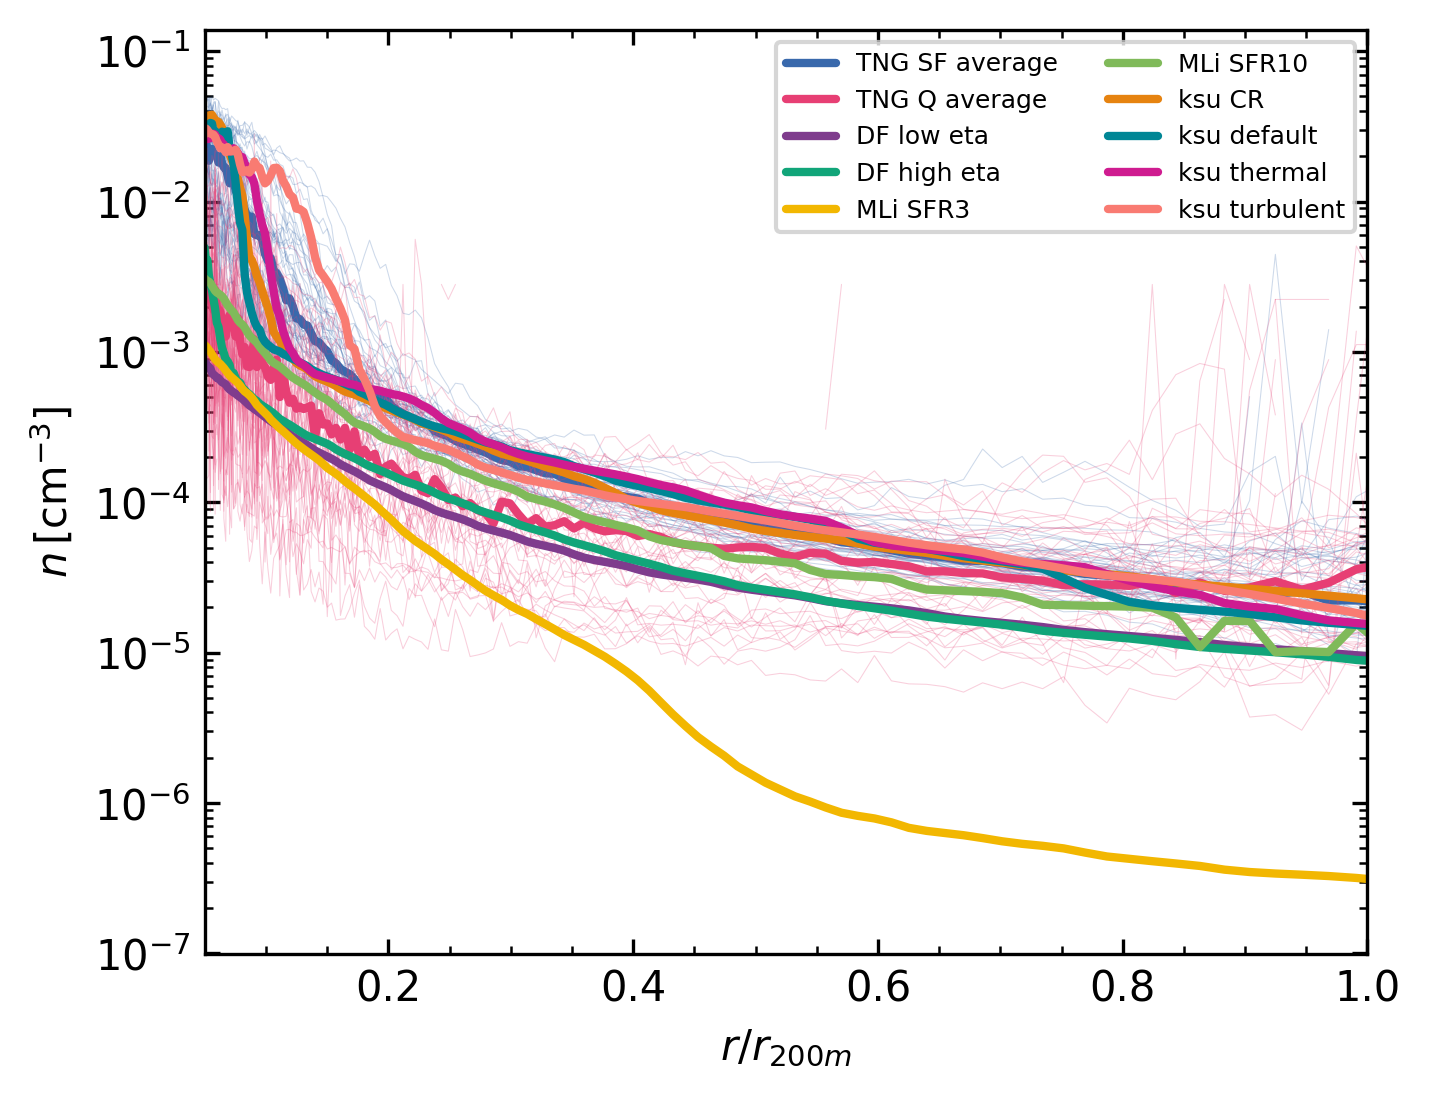 10⁻¹
10⁻²
10⁻³
10⁻⁴
10⁻⁵
10⁻⁶
10⁻⁷
n [cm⁻³]
TNG SF average
TNG Q average
DF low eta
DF high eta
MLi SFR3
MLi SFR10
ksu CR
ksu default
ksu thermal
ksu turbulent
0.2 0.4 0.6 0.8 1.0
r/r200m